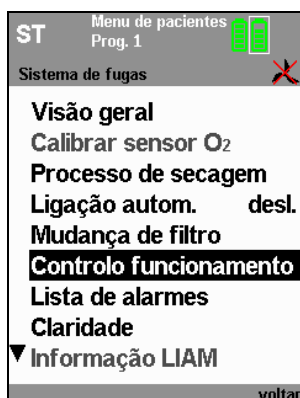 ST Menu de pacientes
Prog. 1
Sistema de fugas
Visão geral
Calibrar sensor O2
Processo de secagem
Ligação autom. desl.
Mudança de filtro
Controlo funcionamento
Lista de alarmes
Claridade
Informação LIAM
voltar